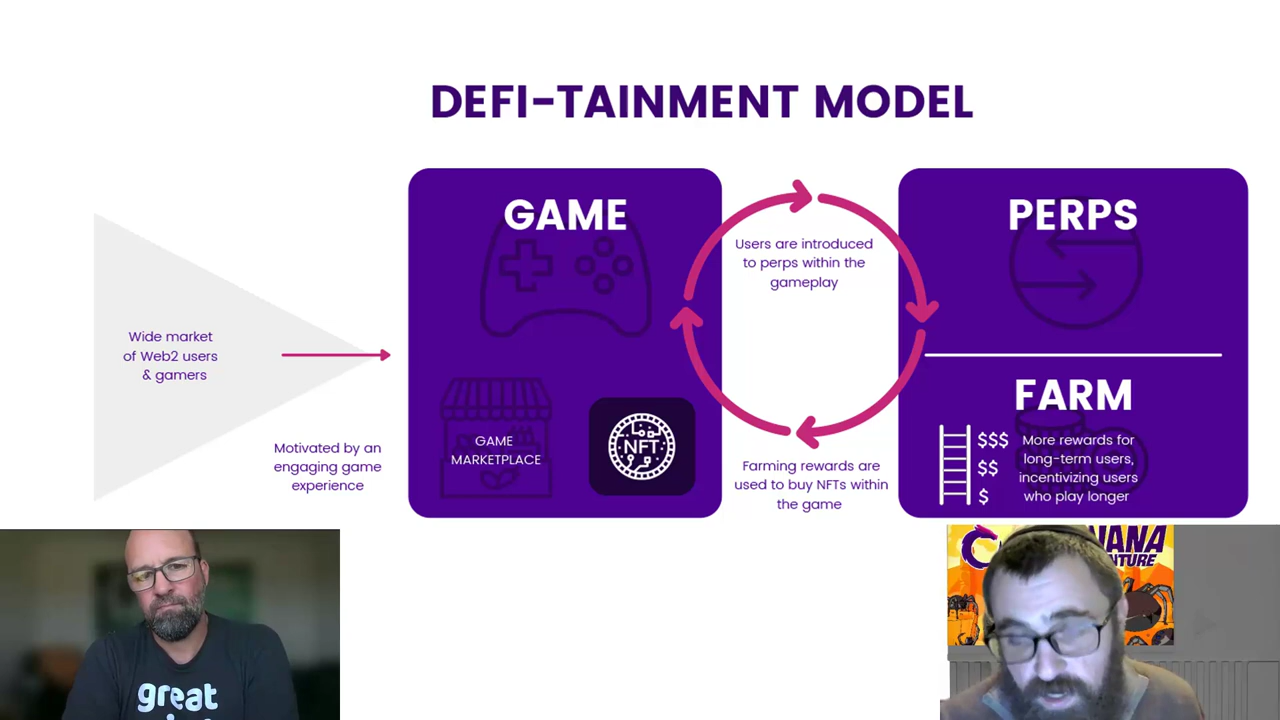 DEFI-TAINMENT MODEL
Wide market
of Web2 users
& gamers
Motivated by an
engaging game
experience
GAME
GAME
MARKETPLACE
NFT
Users are introduced
to perps within the
gameplay
Farming rewards are
used to buy NFTs within
the game
PERPS
FARM
$$$
$$
$
More rewards for
long-term users,
incentivizing users
who play longer
great